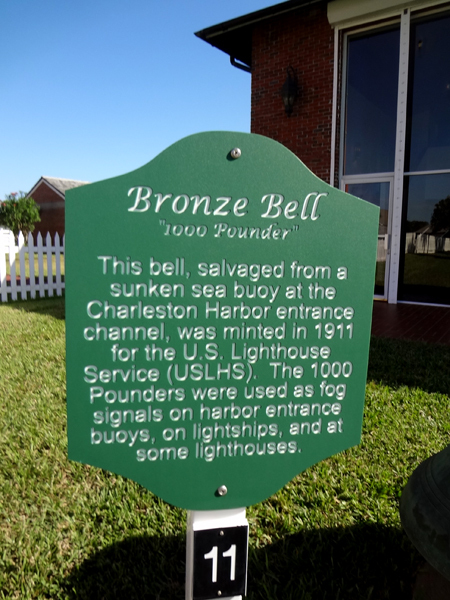 Bronze Bell
"1000 Pounder"
This bell, salvaged from a
sunken sea buoy at the
Charleston Harbor entrance
channel, was minted in 1911
for the U.S. Lighthouse
Service (USLHS). The 1000
Pounders were used as fog
signals on harbor entrance
buoys, on lightships, and at
some lighthouses.
11